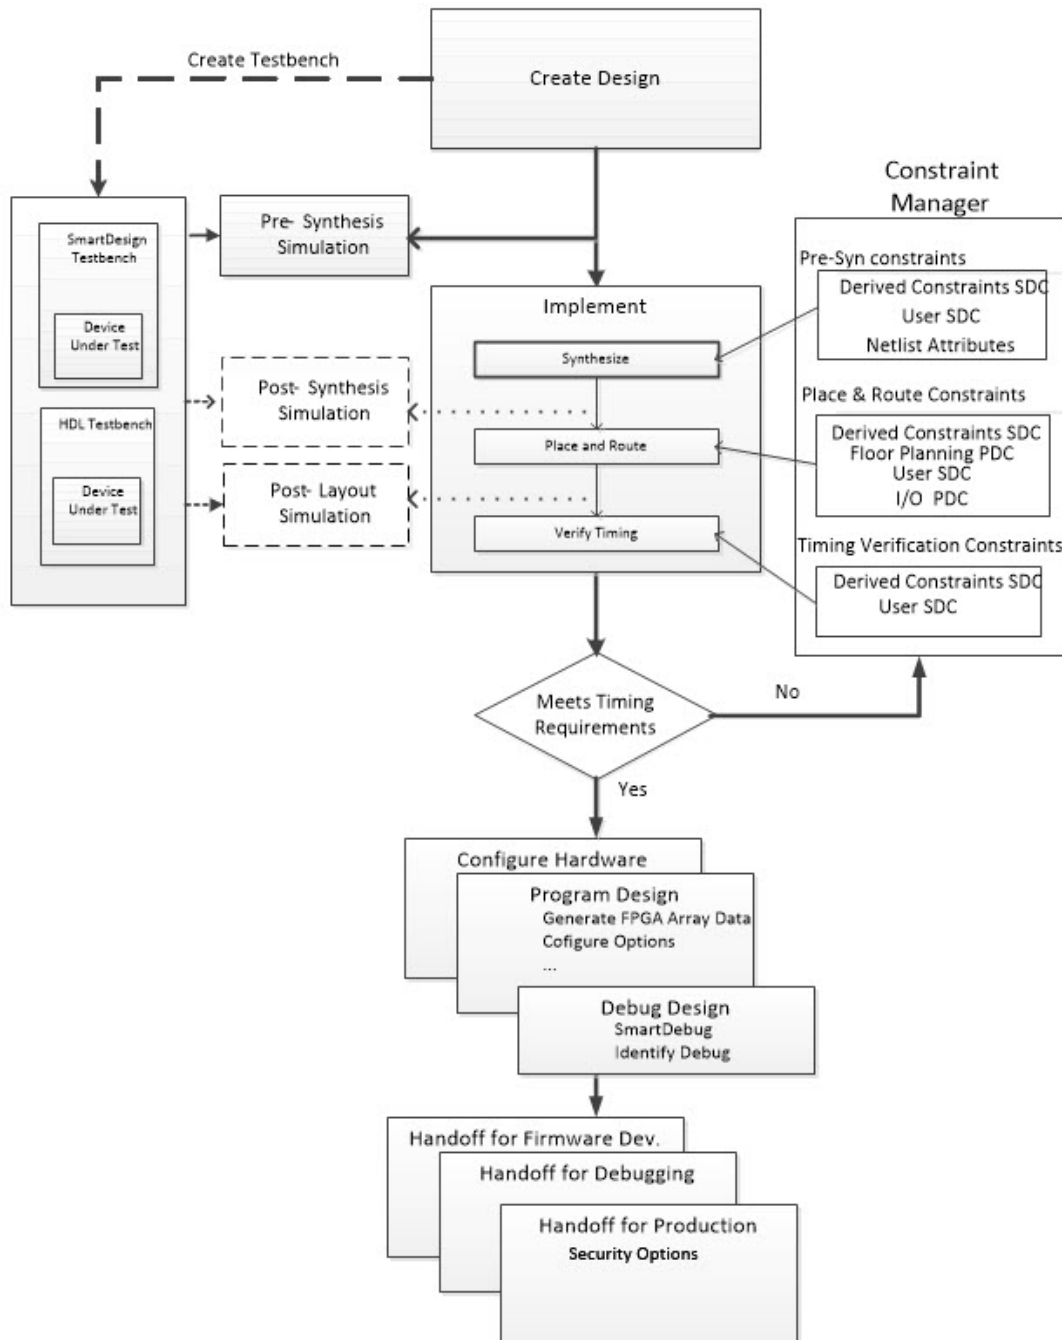 Create Testbench
Create Design
Constraint
Manager
SmartDesign
Testbench
Device
Under Test
HDL Testbench
Device
Under Test
Pre- Synthesis
Simulation
Post- Synthesis
Simulation
Post- Layout
Simulation
Implement
Synthesize
Place and Route
Verify Timing
Pre-Syn constraints
Derived Constraints SDC
User SDC
Netlist Attributes
Place & Route Constraints
Derived Constraints SDC
Floor Planning PDC
User SDC
I/O PDC
Timing Verification Constraints
Derived Constraints SDC
User SDC
Meets Timing
Requirements
No
Yes
Configure Hardware
Program Design
Generate FPGA Array Data
Cofigure Options
...
Debug Design
SmartDebug
Identify Debug
Handoff for Firmware Dev.
Handoff for Debugging
Handoff for Production
Security Options